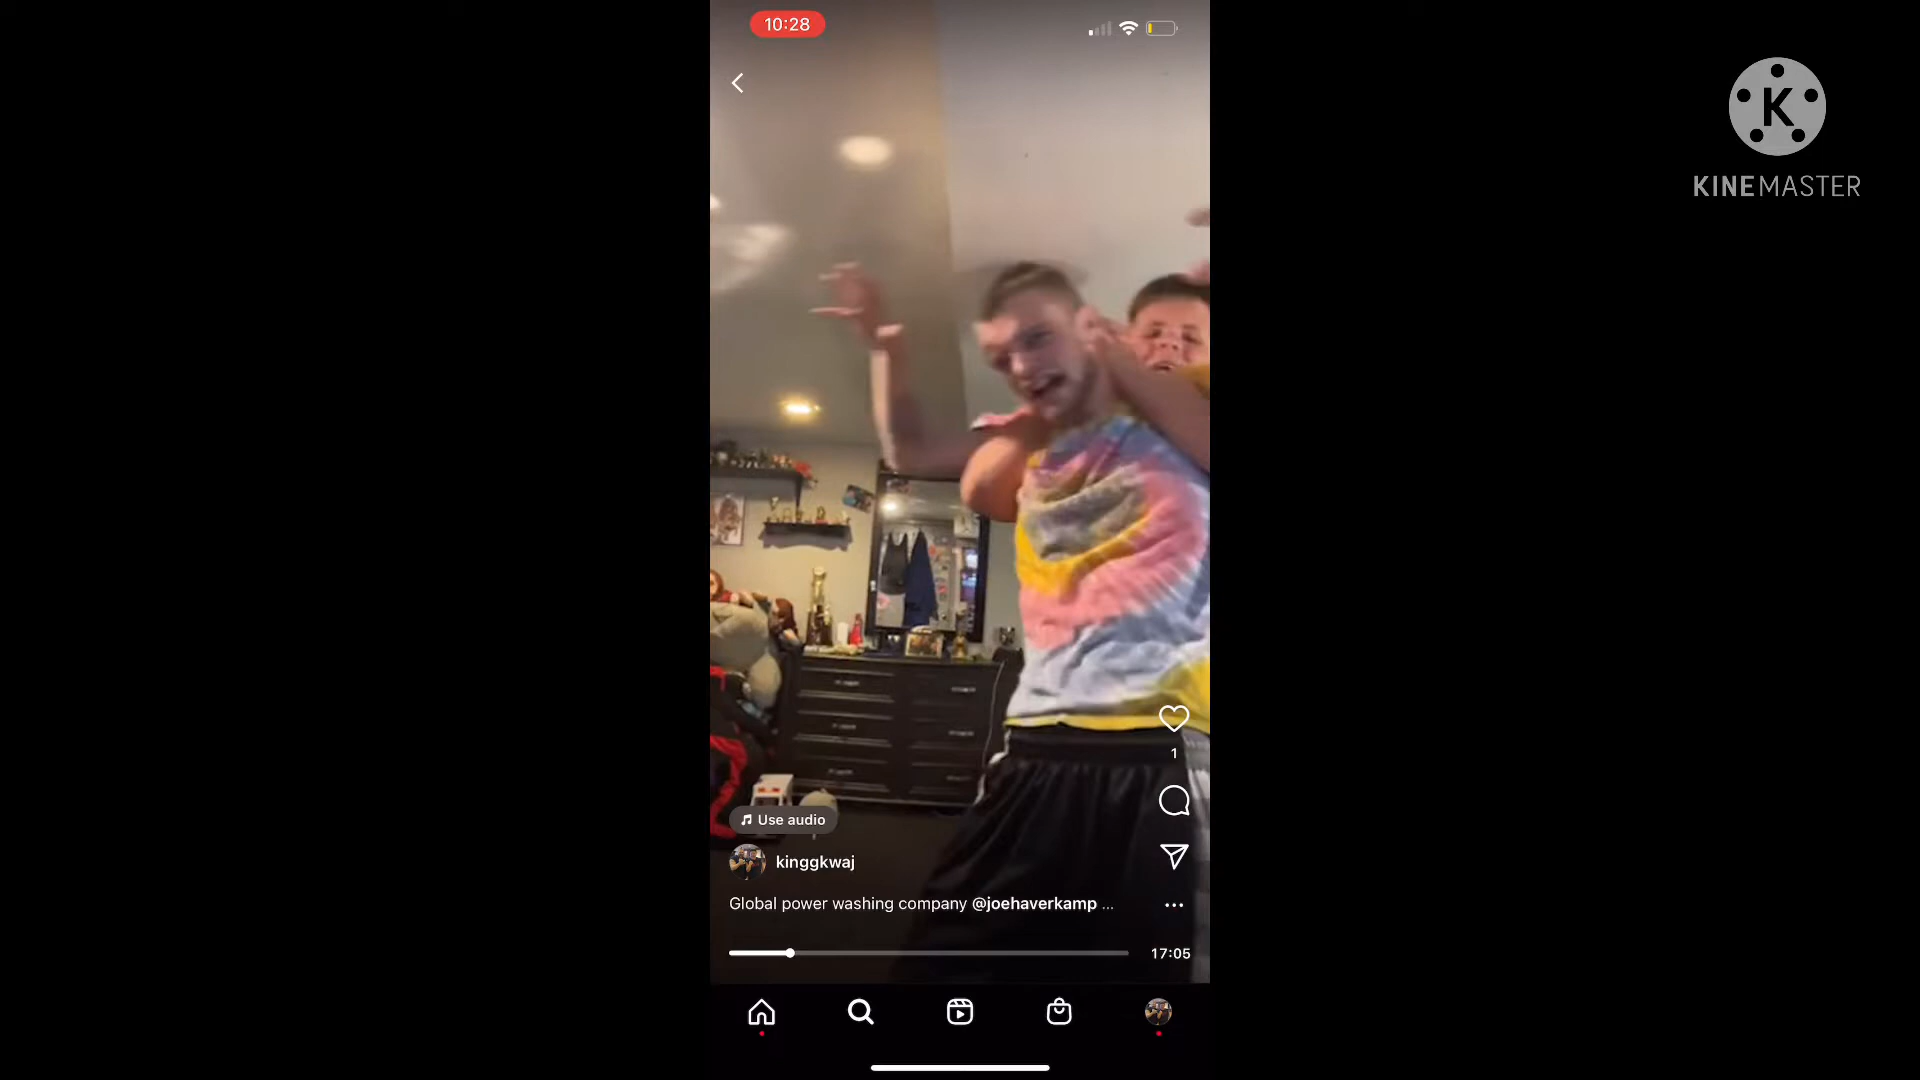 10:28
K
KINEMASTER
1
Use audio
kinggkwaj
Global power washing company @joehaverkamp ...
17:05